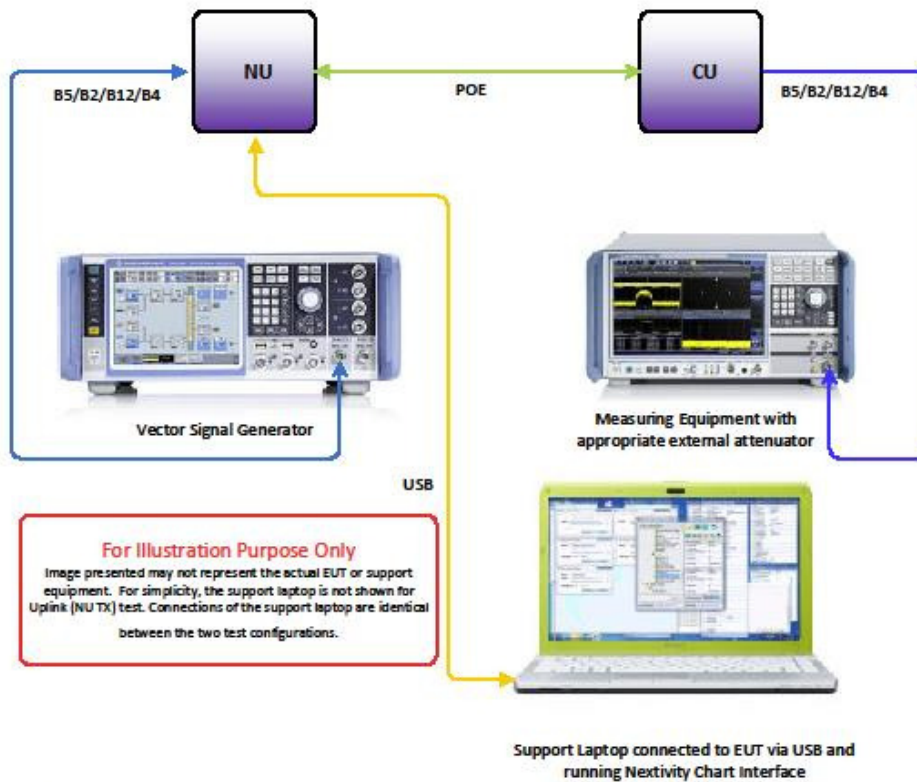 NU
CU
B5/B2/B12/B4
POE
B5/B2/B12/B4
Vector Signal Generator
Measuring Equipment with
appropriate external attenuator
USB
For Illustration Purpose Only
Image presented may not represent the actual EUT or support
equipment. For simplicity, the support laptop is not shown for
Uplink (NU TX) test. Connections of the support laptop are identical
between the two test configurations.
Support Laptop connected to EUT via USB and
running Nextivity Chart Interface